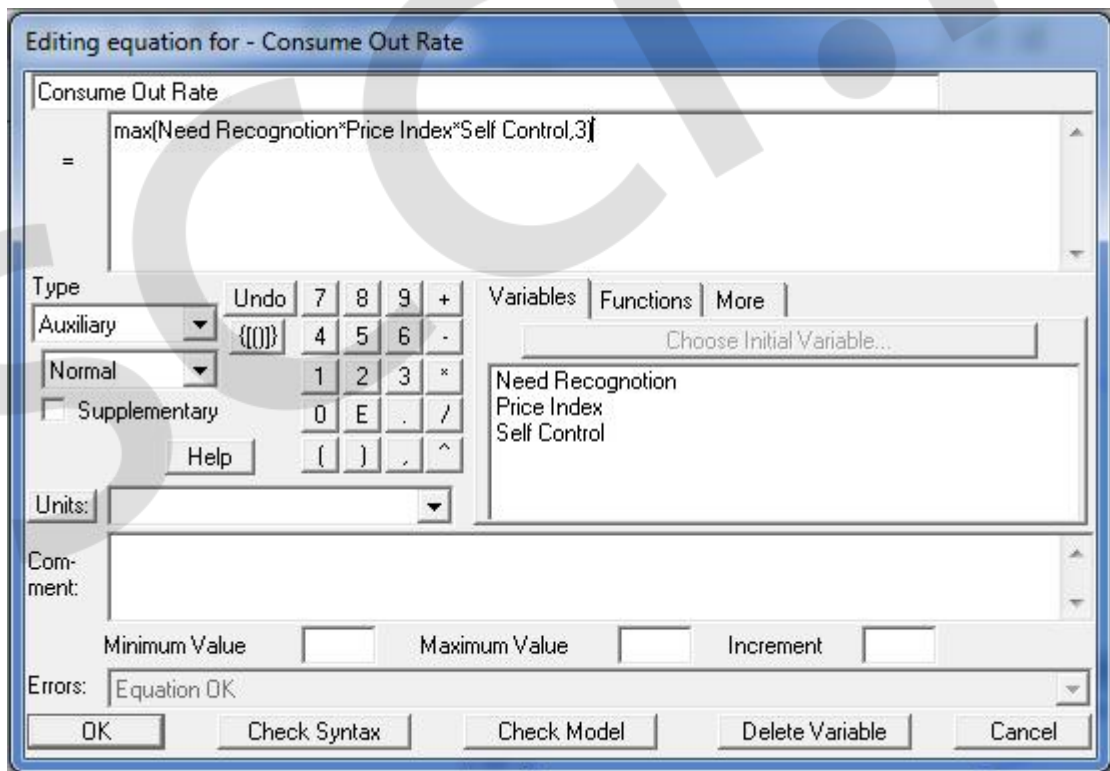 Editing equation for - Consume Out Rate
Consume Out Rate
= max(Need Recognotion*Price Index*Self Control,3)
Type
Auxiliary
Normal
Supplementary
Help
Undo 7 8 9 +
{[()]} 4 5 6 -
1 2 3 *
0 E . /
( ) , ^
Variables Functions More
Choose Initial Variable...
Need Recognotion
Price Index
Self Control
Units:
Com-
ment:
Minimum Value Maximum Value Increment
Errors: Equation OK
OK Check Syntax Check Model Delete Variable Cancel